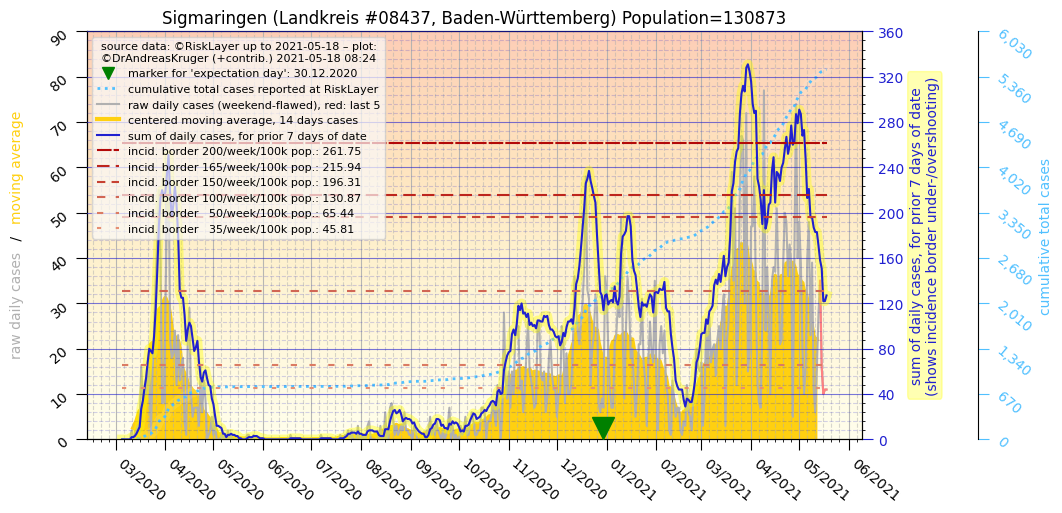 Sigmaringen (Landkreis #08437, Baden-Württemberg) Population=130873
source data: ©RiskLayer up to 2021-05-18 – plot:
©DrAndreasKruger (+contrib.) 2021-05-18 08:24
marker for 'expectation day': 30.12.2020
cumulative total cases reported at RiskLayer
raw daily cases (weekend-flawed), red: last 5
centered moving average, 14 days cases
sum of daily cases, for prior 7 days of date
incid. border 200/week/100k pop.: 261.75
incid. border 165/week/100k pop.: 215.94
incid. border 150/week/100k pop.: 196.31
incid. border 100/week/100k pop.: 130.87
incid. border   50/week/100k pop.: 65.44
incid. border   35/week/100k pop.: 45.81
raw daily cases   /   moving average
90
80
70
60
50
40
30
20
10
0
03/2020
04/2020
05/2020
06/2020
07/2020
08/2020
09/2020
10/2020
11/2020
12/2020
01/2021
02/2021
03/2021
04/2021
05/2021
06/2021
360
320
280
240
200
160
120
80
40
0
sum of daily cases, for prior 7 days of date
(shows incidence border under-/overshooting)
6,030
5,360
4,690
4,020
3,350
2,680
2,010
1,340
670
0
cumulative total cases